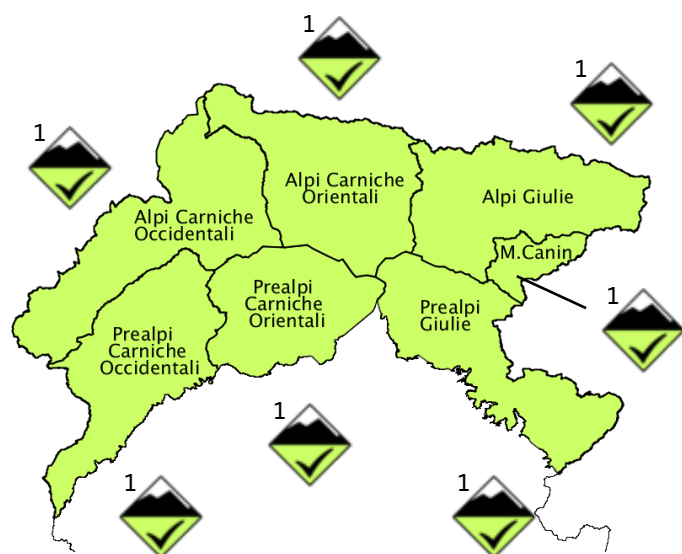 1
1
1
Alpi Carniche
Orientali
Alpi Giulie
Alpi Carniche
Occidentali
M.Canin
Prealpi
Carniche
Orientali
Prealpi
Giulie
1
Prealpi
Carniche
Occidentali
1
1
1